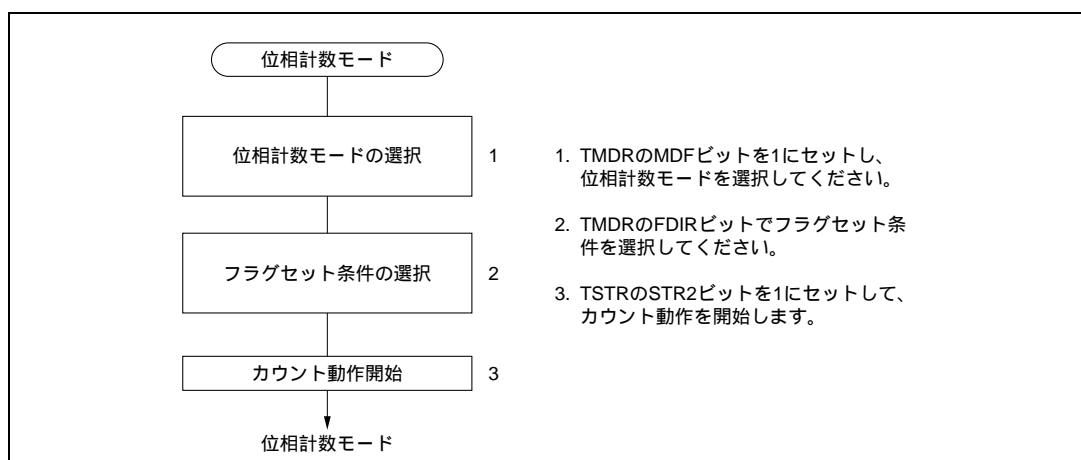 位相計数モード
位相計数モードの選択 1
フラグセット条件の選択 2
カウント動作開始 3
位相計数モード
1. TMDRのMDFビットを1にセットし、
位相計数モードを選択してください。
2. TMDRのFDIRビットでフラグセット条
件を選択してください。
3. TSTRのSTR2ビットを1にセットして、
カウント動作を開始します。